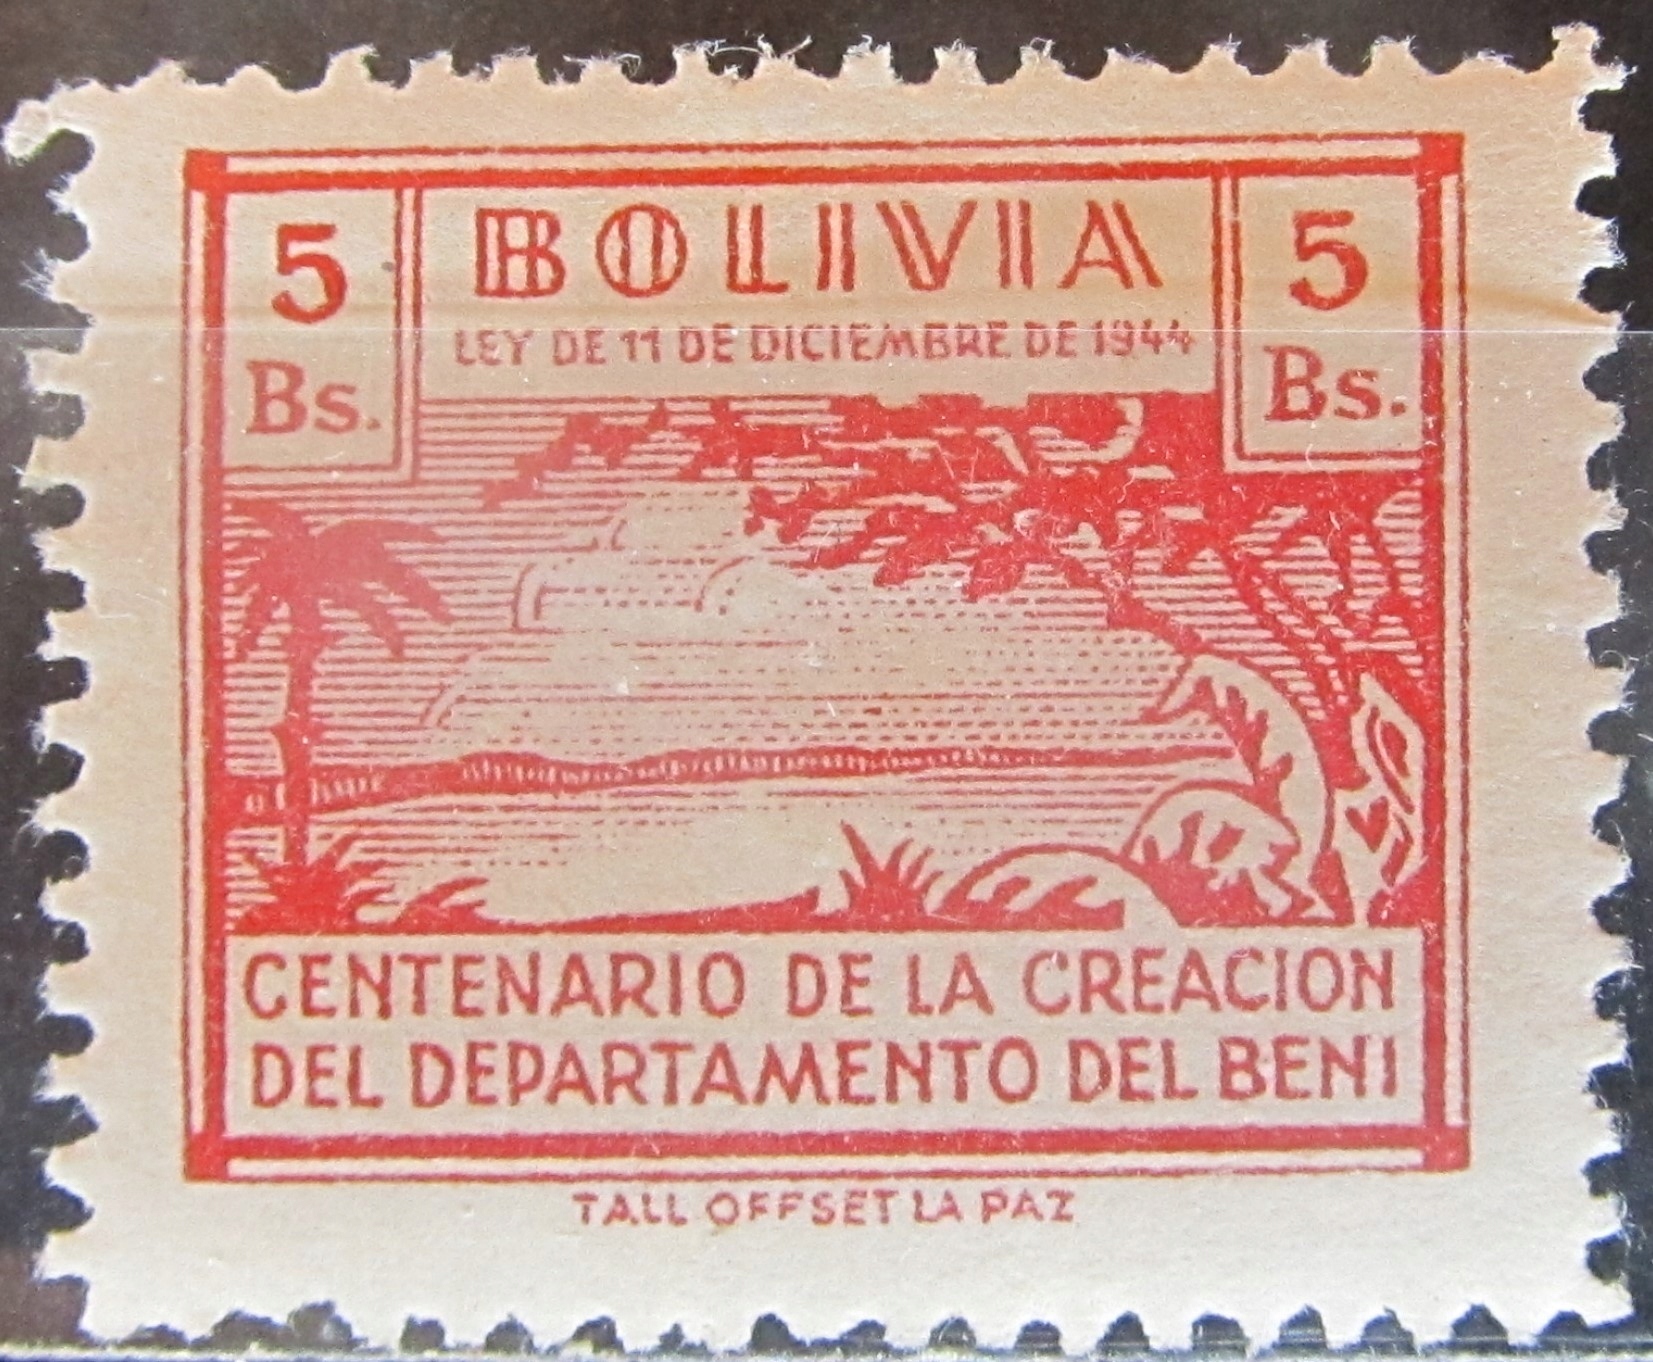 5 BOLIVIA 5
Bs. LEY DE 11 DE DICIEMBRE DE 1944 Bs.
CENTENARIO DE LA CREACION
DEL DEPARTAMENTO DEL BENI
TALL OFFSET LA PAZ